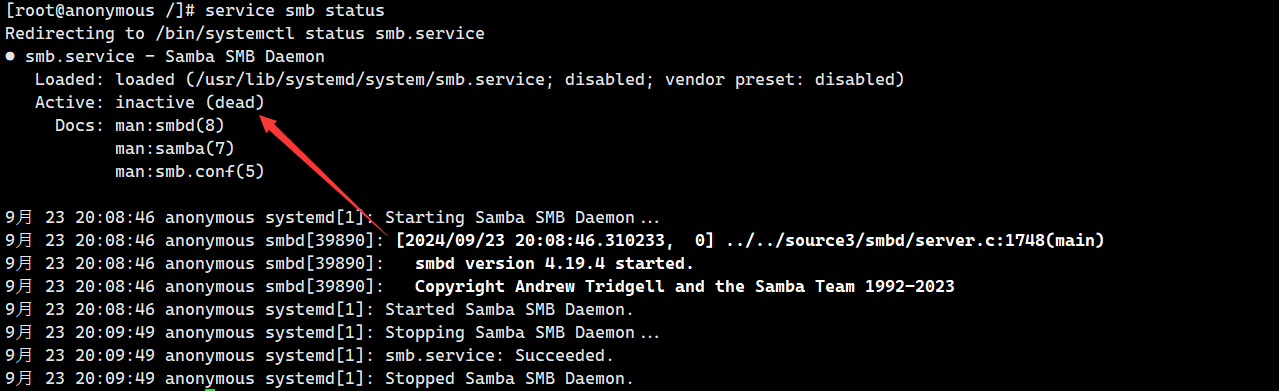 [root@anonymous /]# service smb status
Redirecting to /bin/systemctl status smb.service
● smb.service - Samba SMB Daemon
Loaded: loaded (/usr/lib/systemd/system/smb.service; disabled; vendor preset: disabled)
Active: inactive (dead)
Docs: man:smbd(8)
man:samba(7)
man:smb.conf(5)
9月 23 20:08:46 anonymous systemd[1]: Starting Samba SMB Daemon...
9月 23 20:08:46 anonymous smbd[39890]: [2024/09/23 20:08:46.310233,  0] ../../source3/smbd/server.c:1748(main)
9月 23 20:08:46 anonymous smbd[39890]:   smbd version 4.19.4 started.
9月 23 20:08:46 anonymous smbd[39890]:   Copyright Andrew Tridgell and the Samba Team 1992-2023
9月 23 20:08:46 anonymous systemd[1]: Started Samba SMB Daemon.
9月 23 20:09:49 anonymous systemd[1]: Stopping Samba SMB Daemon...
9月 23 20:09:49 anonymous systemd[1]: smb.service: Succeeded.
9月 23 20:09:49 anonymous systemd[1]: Stopped Samba SMB Daemon.